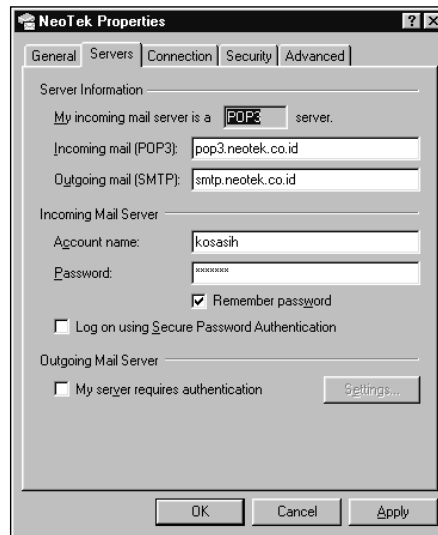 NeoTek Properties
General Servers Connection Security Advanced
Server Information
My incoming mail server is a POP3 server.
Incoming mail (POP3): pop3.neotek.co.id
Outgoing mail (SMTP): smtp.neotek.co.id
Incoming Mail Server
Account name: kosasih
Password: *******
Remember password
Log on using Secure Password Authentication
Outgoing Mail Server
My server requires authentication Settings...
OK Cancel Apply